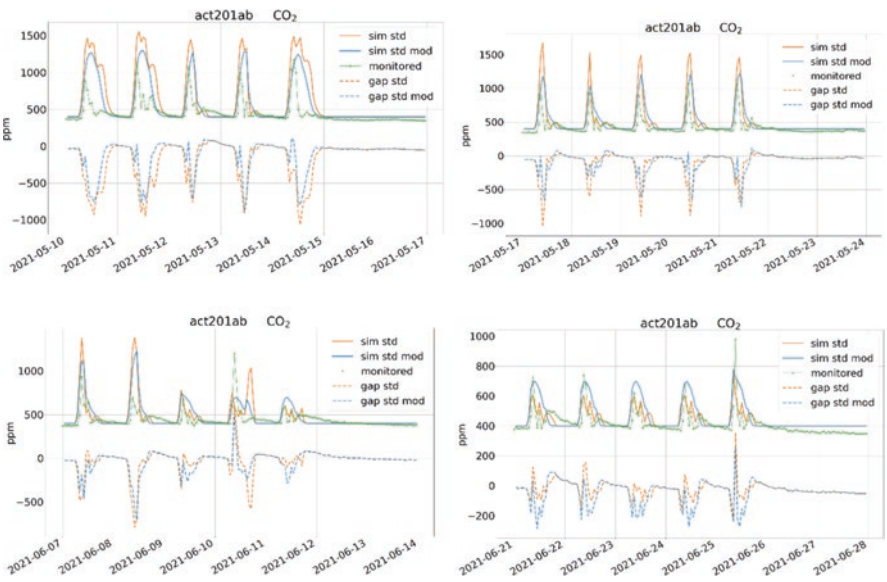 act201ab CO₂
1500
1000
500
0
−500
−1000
ppm
sim std
sim std mod
monitored
gap std
gap std mod
2021-05-10
2021-05-11
2021-05-12
2021-05-13
2021-05-14
2021-05-15
2021-05-16
2021-05-17
act201ab CO₂
1500
1000
500
0
−500
−1000
ppm
sim std
sim std mod
monitored
gap std
gap std mod
2021-05-17
2021-05-18
2021-05-19
2021-05-20
2021-05-21
2021-05-22
2021-05-23
2021-05-24
act201ab CO₂
1000
500
0
−500
ppm
sim std
sim std mod
monitored
gap std
gap std mod
2021-06-07
2021-06-08
2021-06-09
2021-06-10
2021-06-11
2021-06-12
2021-06-13
2021-06-14
act201ab CO₂
1000
800
600
400
200
0
−200
ppm
sim std
sim std mod
monitored
gap std
gap std mod
2021-06-21
2021-06-22
2021-06-23
2021-06-24
2021-06-25
2021-06-26
2021-06-27
2021-06-28